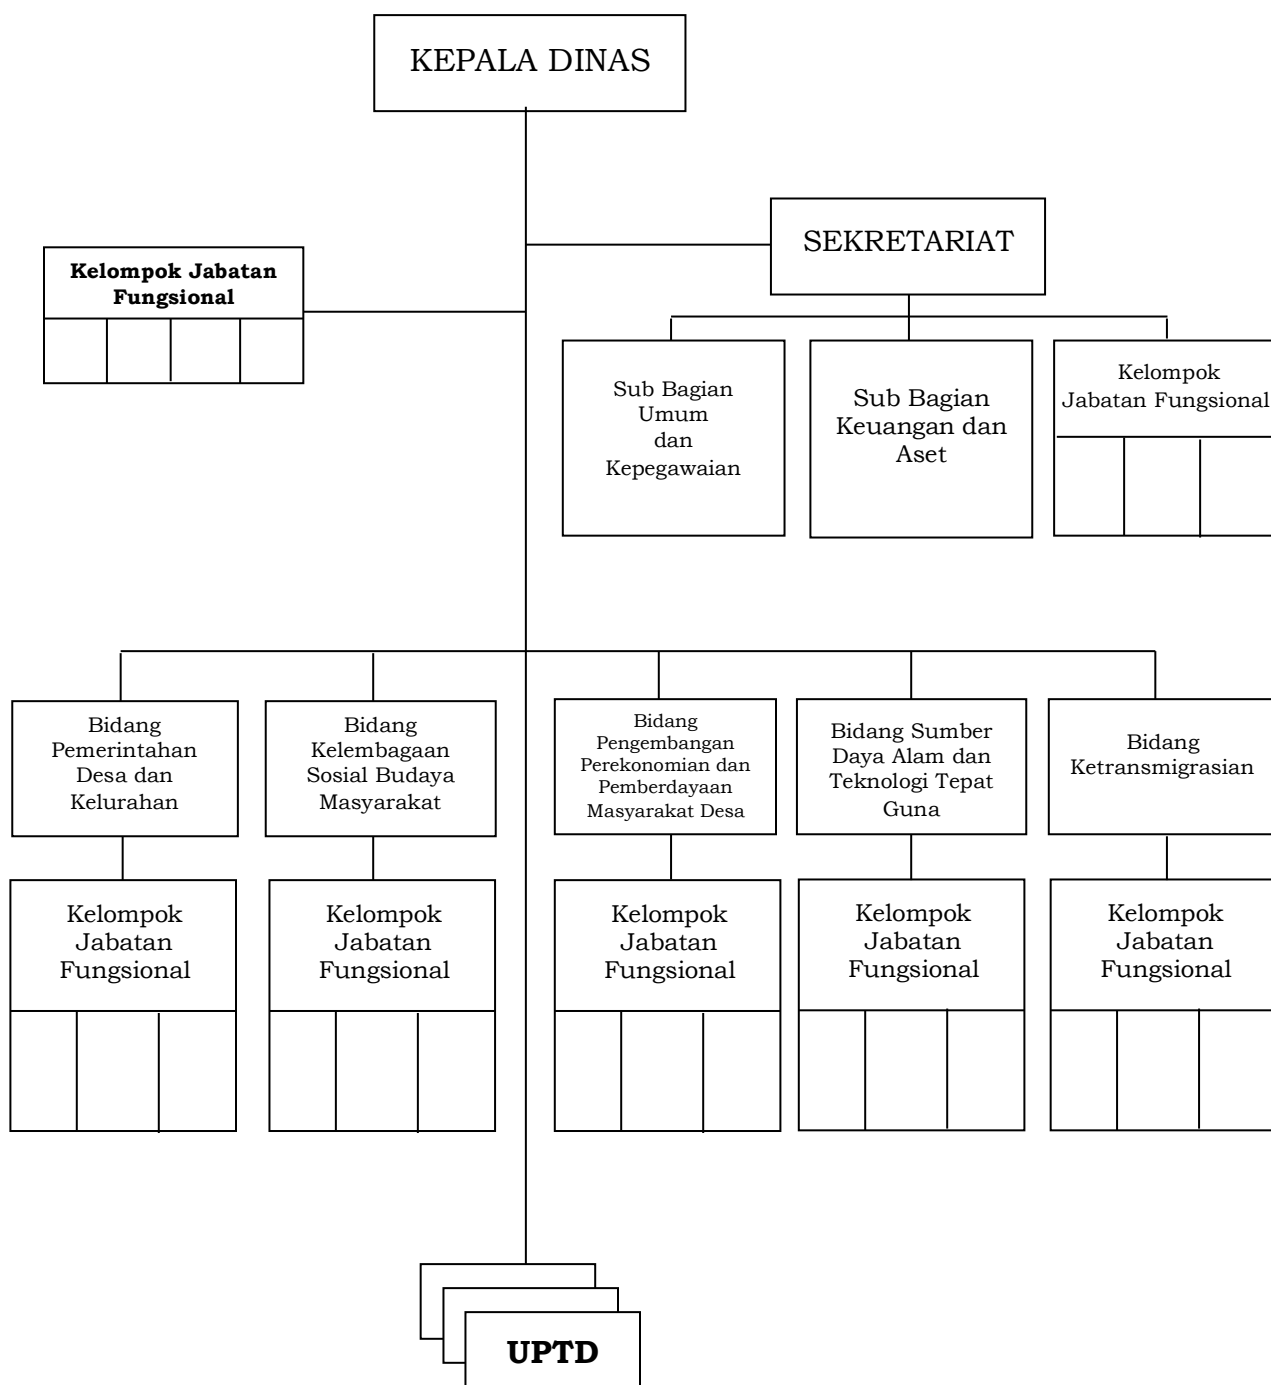 KEPALA DINAS
SEKRETARIAT
Kelompok Jabatan
Fungsional
Sub Bagian
Umum
dan
Kepegawaian
Sub Bagian
Keuangan dan
Aset
Kelompok
Jabatan Fungsional
Bidang
Pemerintahan
Desa dan
Kelurahan
Bidang
Kelembagaan
Sosial Budaya
Masyarakat
Bidang
Pengembangan
Perekonomian dan
Pemberdayaan
Masyarakat Desa
Bidang Sumber
Daya Alam dan
Teknologi Tepat
Guna
Bidang
Ketransmigrasian
Kelompok
Jabatan
Fungsional
Kelompok
Jabatan
Fungsional
Kelompok
Jabatan
Fungsional
Kelompok
Jabatan
Fungsional
Kelompok
Jabatan
Fungsional
UPTD